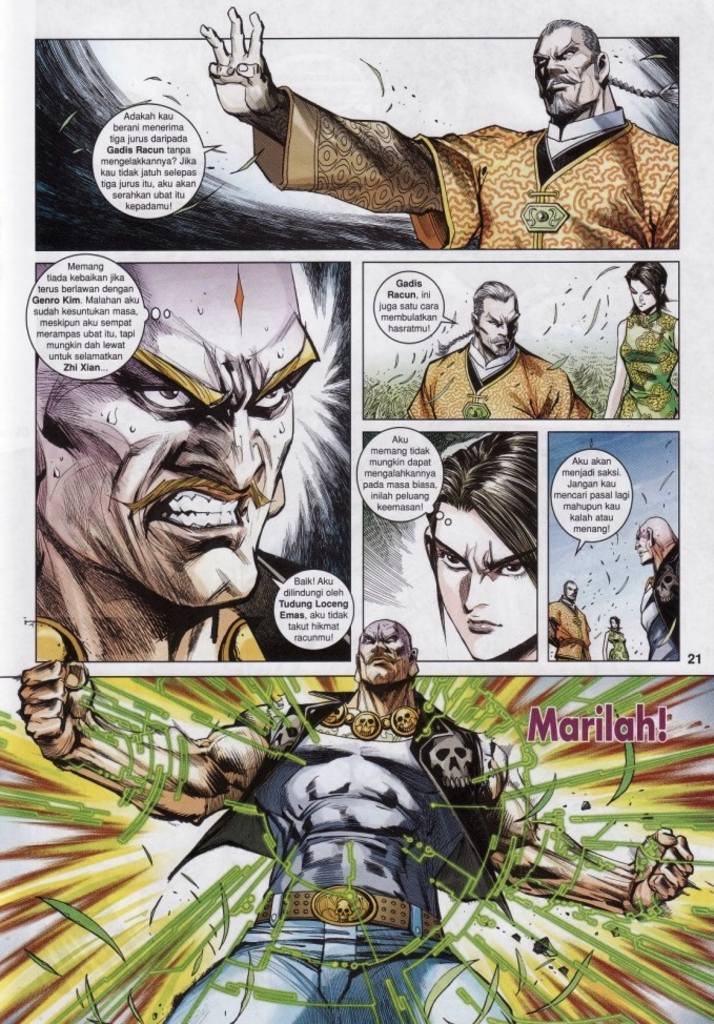 Adakah kau
berani menerima
tiga jurus daripada
Gadis Racun tanpa
mengelakkannya? Jika
kau tidak jatuh selepas
tiga jurus itu, aku akan
serahkan ubat itu
kepadamu!
Memang
tiada kebaikan jika
terus berlawan dengan
Genro Kim. Malahan aku
sudah kesuntukan masa,
meskipun aku sempat
merampas ubat itu, tapi
mungkin dah lewat
untuk selamatkan
Zhi Xian...
Baik! Aku
dilindungi oleh
Tudung Loceng
Emas, aku tidak
takut hikmat
racunmu!
Gadis
Racun, ini
juga satu cara
membulatkan
hasratmu!
Aku
memang tidak
mungkin dapat
mengalahkannya
pada masa biasa,
inilah peluang
keemasan!
Aku akan
menjadi saksi.
Jangan kau
mencari pasal lagi
mahupun kau
kalah atau
menang!
21
Marilah!